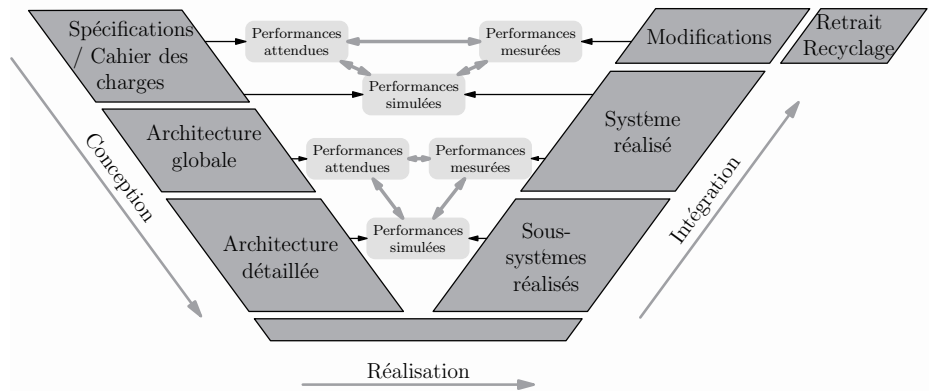 Spécifications
/ Cahier des
charges
Performances
attendues
Performances
mesurées
Performances
simulées
Modifications
Retrait
Recyclage
Architecture
globale
Performances
attendues
Performances
mesurées
Système
réalisé
Conception
Architecture
détaillée
Performances
simulées
Sous-
systèmes
réalisés
Intégration
Réalisation